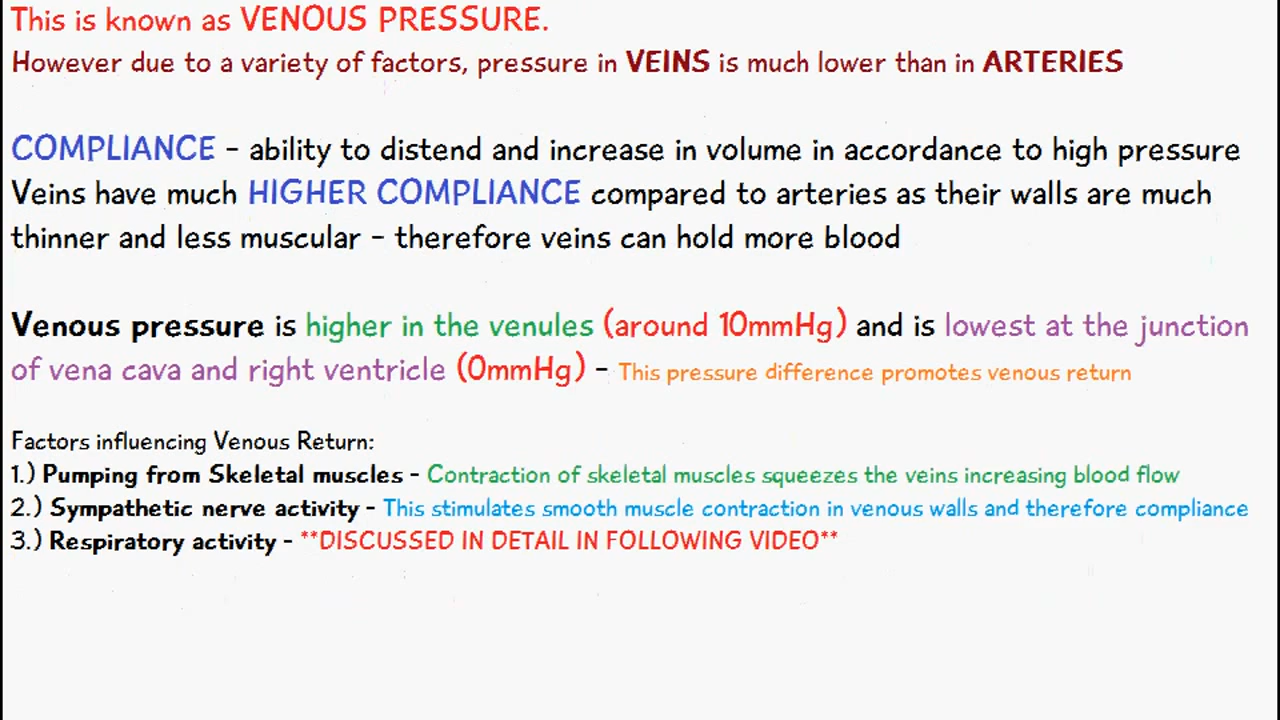 This is known as VENOUS PRESSURE.
However due to a variety of factors, pressure in VEINS is much lower than in ARTERIES
COMPLIANCE - ability to distend and increase in volume in accordance to high pressure
Veins have much HIGHER COMPLIANCE compared to arteries as their walls are much
thinner and less muscular - therefore veins can hold more blood
Venous pressure is higher in the venules (around 10mmHg) and is lowest at the junction
of vena cava and right ventricle (0mmHg) - This pressure difference promotes venous return
Factors influencing Venous Return:
1.) Pumping from Skeletal muscles - Contraction of skeletal muscles squeezes the veins increasing blood flow
2.) Sympathetic nerve activity - This stimulates smooth muscle contraction in venous walls and therefore compliance
3.) Respiratory activity - **DISCUSSED IN DETAIL IN FOLLOWING VIDEO**